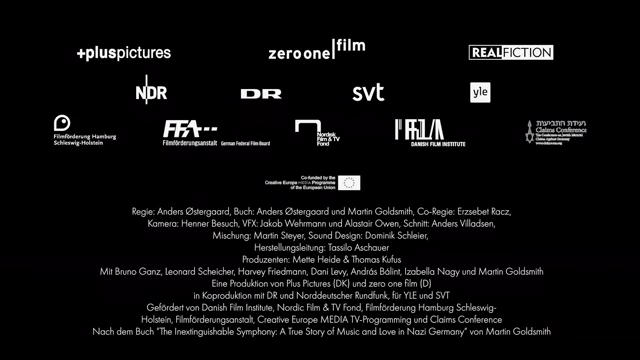 +pluspictures
zero one film
REALFICTION
NDR
DR
svt
yle
Filmförderung Hamburg
Schleswig-Holstein
FFA
Filmförderungsanstalt German Federal Film Board
Nordisk
Film & TV
Fond
DANISH FILM INSTITUTE
ועידת התביעות
Claims Conference
Co-funded by the
Creative Europe MEDIA Programme
of the European Union
Regie: Anders Østergaard, Buch: Anders Østergaard und Martin Goldsmith, Co-Regie: Erzsebet Racz,
Kamera: Henner Besuch, VFX: Jakob Wehrmann und Alastair Owen, Schnitt: Anders Villadsen,
Mischung: Martin Steyer, Sound Design: Dominik Schleier,
Herstellungsleitung: Tassilo Aschauer
Produzenten: Mette Heide & Thomas Kufus
Mit Bruno Ganz, Leonard Scheicher, Harvey Friedmann, Dani Levy, András Bálint, Izabella Nagy und Martin Goldsmith
Eine Produktion von Plus Pictures (DK) und zero one film (D)
in Koproduktion mit DR und Norddeutscher Rundfunk, für YLE und SVT
Gefördert von Danish Film Institute, Nordic Film & TV Fond, Filmförderung Hamburg Schleswig-
Holstein, Filmförderungsanstalt, Creative Europe MEDIA TV-Programming und Claims Conference
Nach dem Buch "The Inextinguishable Symphony: A True Story of Music and Love in Nazi Germany" von Martin Goldsmith